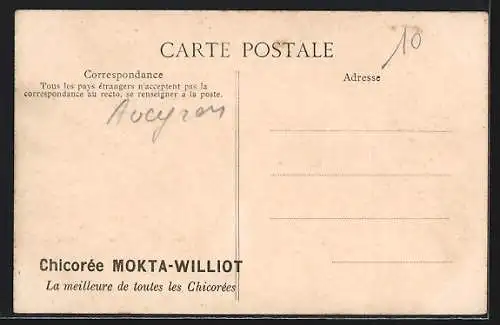 CARTE POSTALE
10
Correspondance
Tous les pays étrangers n'acceptent pas la
correspondance au recto, se renseigner à la poste.
Adresse
Aveyron
Chicorée MOKTA-WILLIOT
La meilleure de toutes les Chicorées